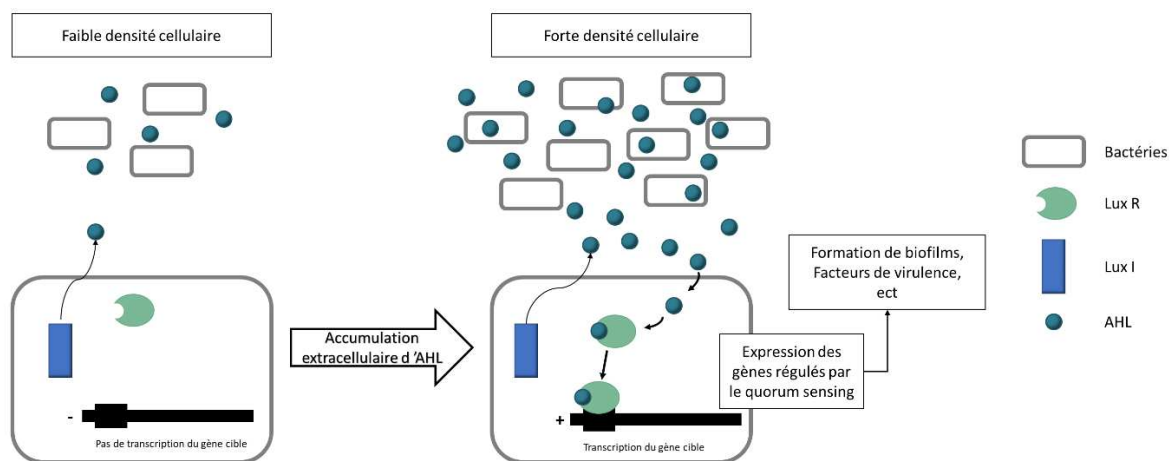 Faible densité cellulaire
Forte densité cellulaire
Bactéries
Lux R
Lux I
AHL
Accumulation
extracellulaire d 'AHL
-
Pas de transcription du gène cible
+
Transcription du gène cible
Expression des
gènes régulés par
le quorum sensing
Formation de biofilms,
Facteurs de virulence,
ect